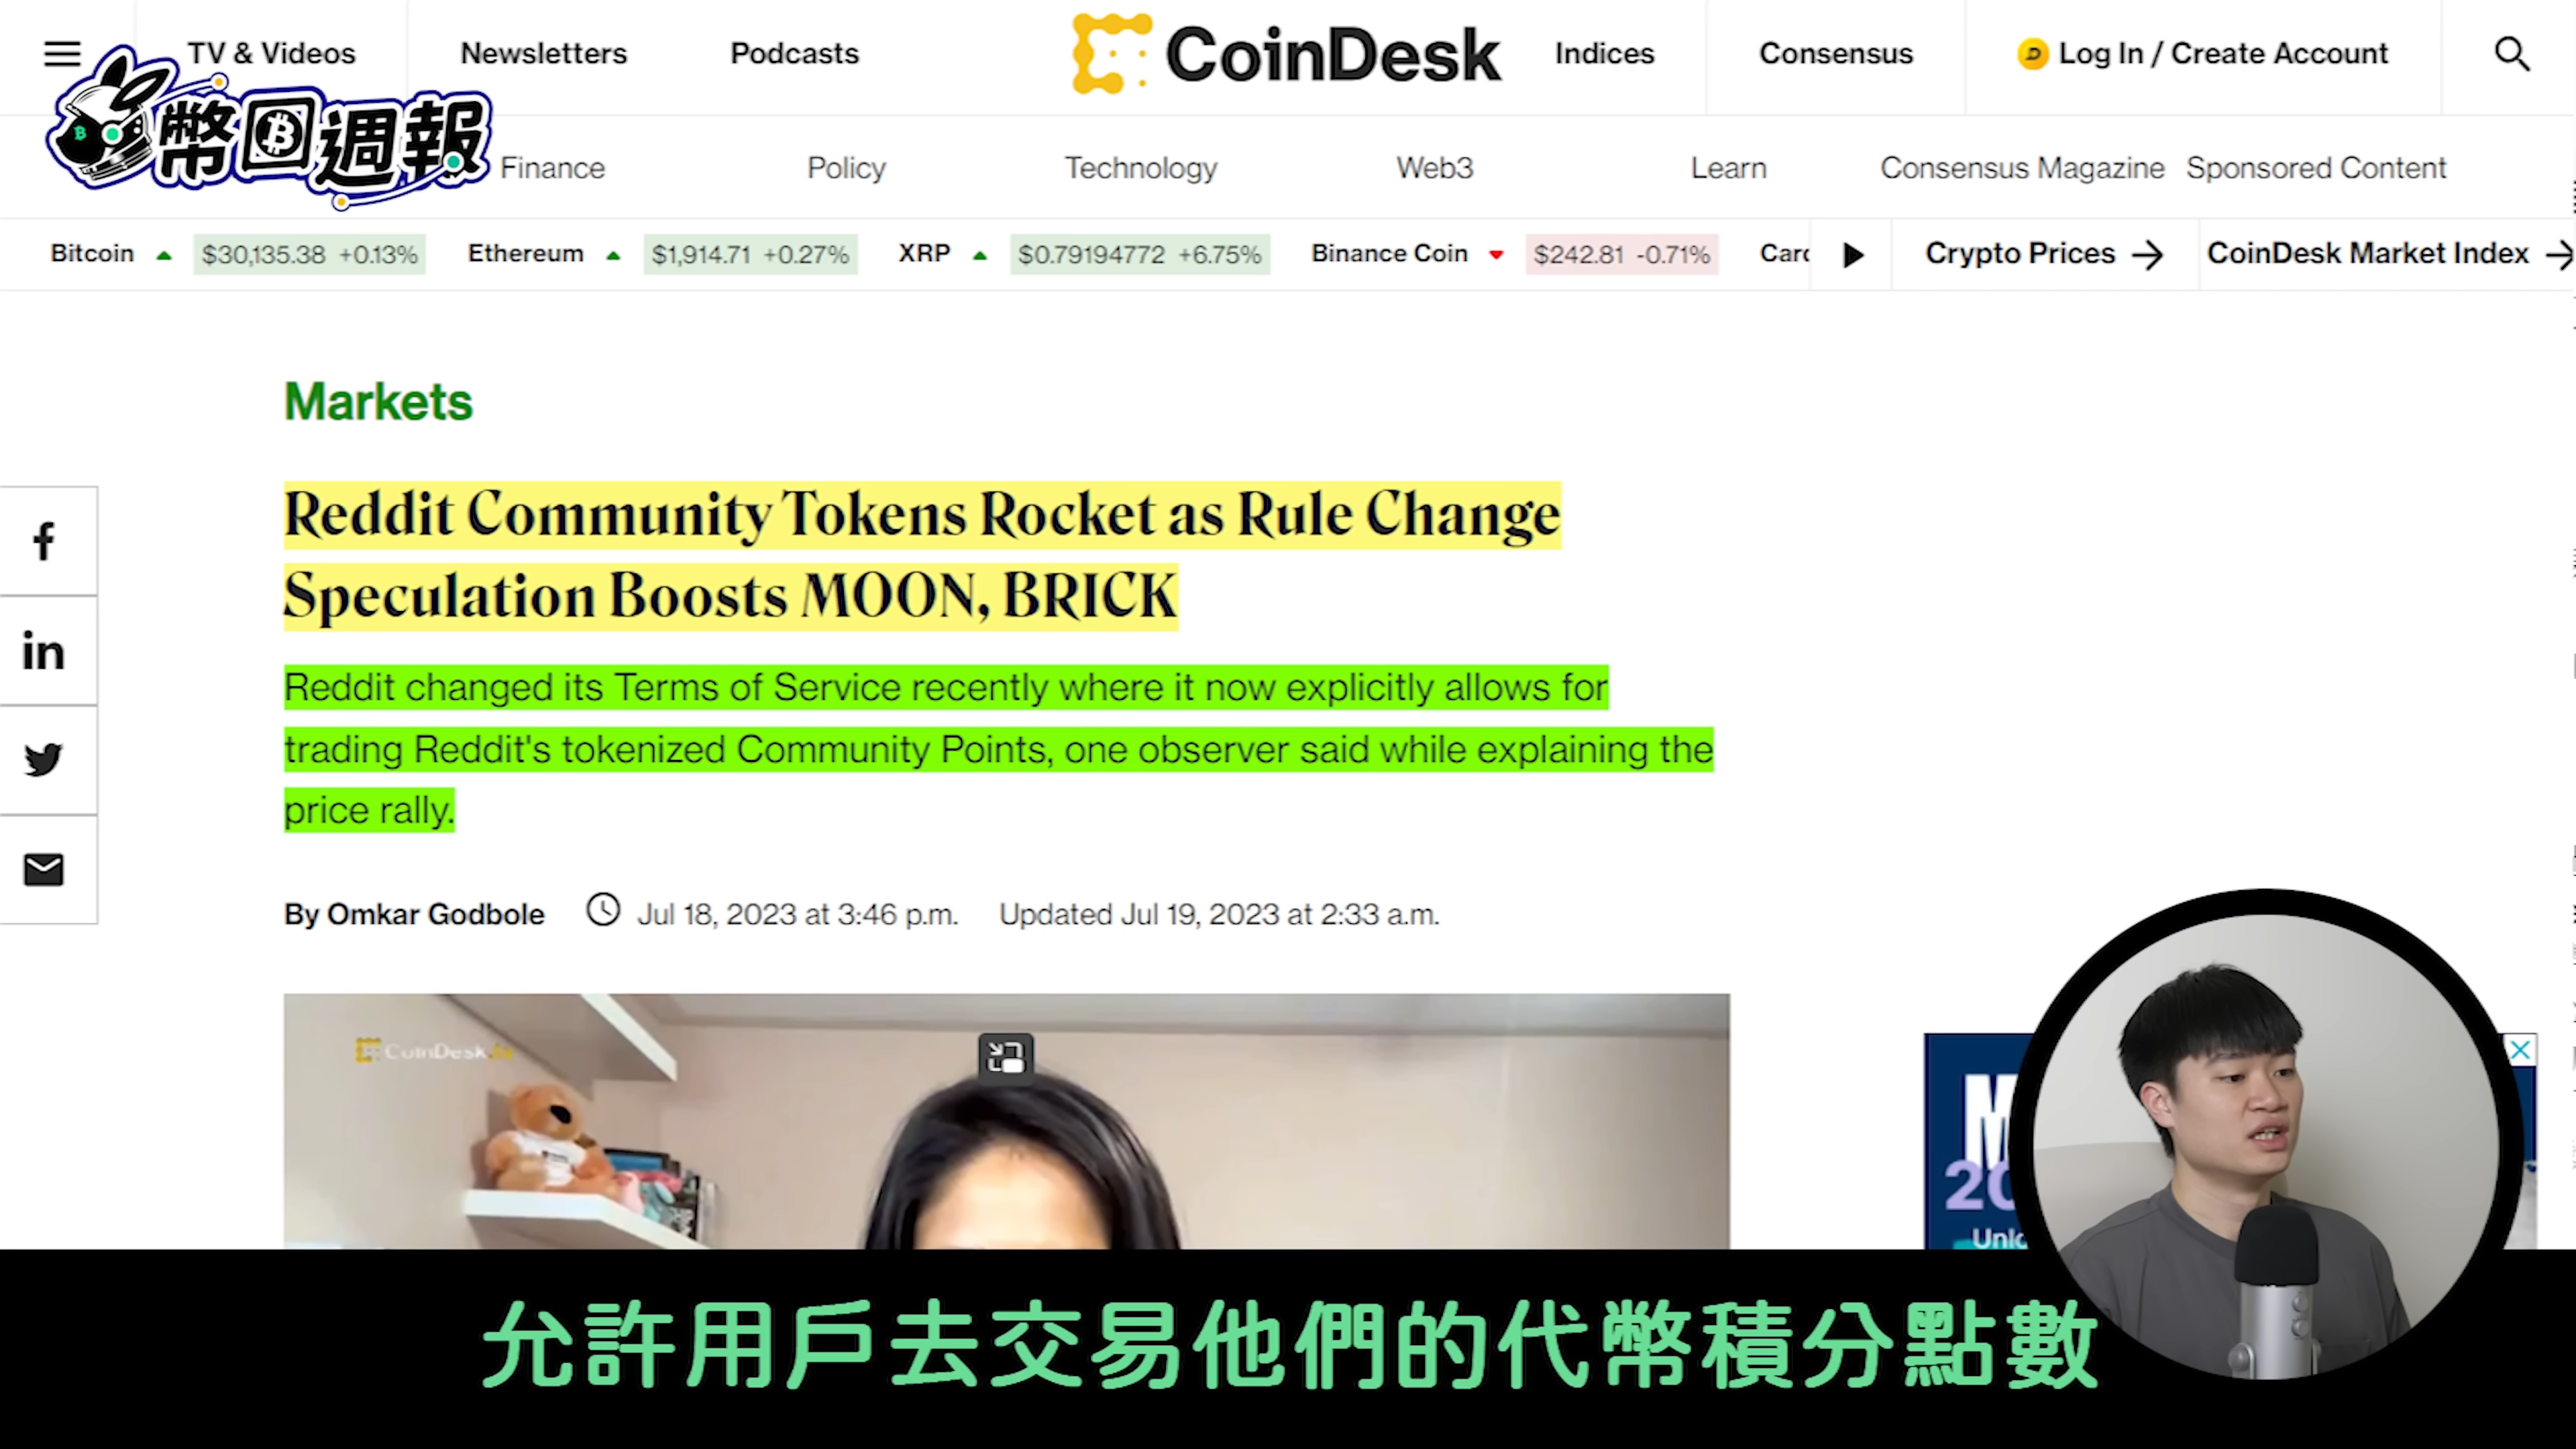 TV & Videos
Newsletters
Podcasts
CoinDesk
Indices
Consensus
Log In / Create Account
幣回週報
Finance
Policy
Technology
Web3
Learn
Consensus Magazine
Sponsored Content
Bitcoin $30,135.38 +0.13%
Ethereum $1,914.71 +0.27%
XRP $0.79194772 +6.75%
Binance Coin $242.81 -0.71%
Crypto Prices
CoinDesk Market Index
Markets
Reddit Community Tokens Rocket as Rule Change
Speculation Boosts MOON, BRICK
Reddit changed its Terms of Service recently where it now explicitly allows for
trading Reddit's tokenized Community Points, one observer said while explaining the
price rally.
By Omkar Godbole
Jul 18, 2023 at 3:46 p.m.
Updated Jul 19, 2023 at 2:33 a.m.
允許用戶去交易他們的代幣積分點數